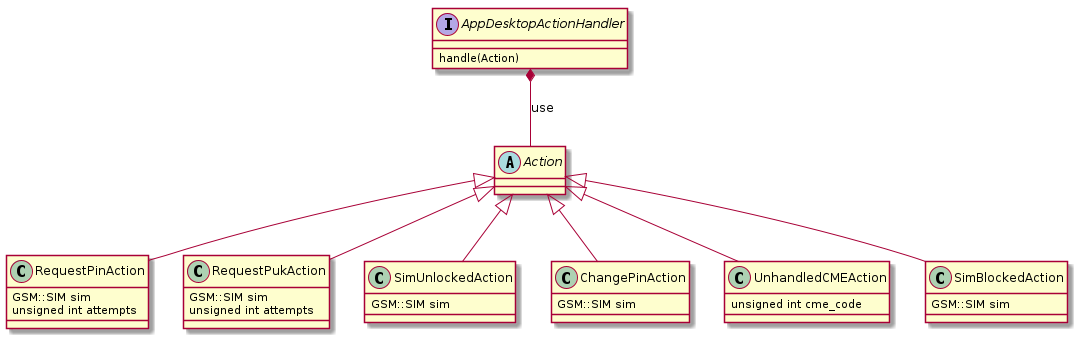 I AppDesktopActionHandler
handle(Action)
use
A Action
C RequestPinAction
GSM::SIM sim
unsigned int attempts
C RequestPukAction
GSM::SIM sim
unsigned int attempts
C SimUnlockedAction
GSM::SIM sim
C ChangePinAction
GSM::SIM sim
C UnhandledCMEAction
unsigned int cme_code
C SimBlockedAction
GSM::SIM sim